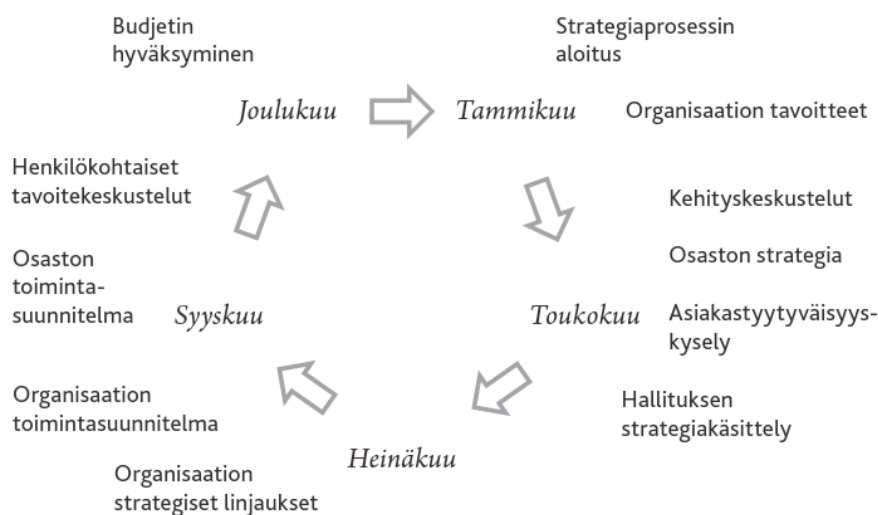 Budjetin
hyväksyminen
Strategiaprosessin
aloitus
Joulukuu
Tammikuu
Organisaation tavoitteet
Henkilökohtaiset
tavoitekeskustelut
Kehityskeskustelut
Osaston strategia
Osaston
toiminta-
suunnitelma
Syyskuu
Toukokuu
Asiakastyytyväisyys-
kysely
Organisaation
toimintasuunnitelma
Hallituksen
strategiakäsittely
Heinäkuu
Organisaation
strategiset linjaukset